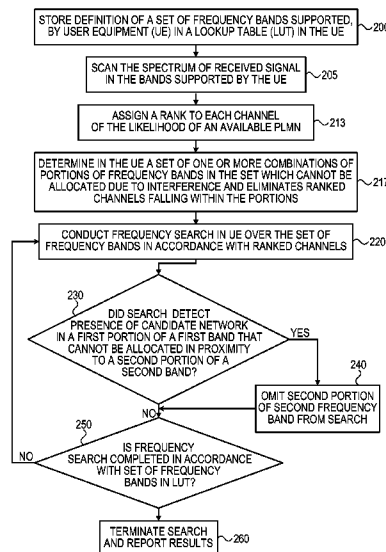 STORE DEFINITION OF A SET OF FREQUENCY BANDS SUPPORTED,
BY USER EQUIPMENT (UE) IN A LOOKUP TABLE (LUT) IN THE UE
200
SCAN THE SPECTRUM OF RECEIVED SIGNAL
IN THE BANDS SUPPORTED BY THE UE
205
ASSIGN A RANK TO EACH CHANNEL
OF THE LIKELIHOOD OF AN AVAILABLE PLMN
213
DETERMINE IN THE UE A SET OF ONE OR MORE COMBINATIONS OF
PORTIONS OF FREQUENCY BANDS IN THE SET WHICH CANNOT BE
ALLOCATED DUE TO INTERFERENCE AND ELIMINATES RANKED
CHANNELS FALLING WITHIN THE PORTIONS
217
CONDUCT FREQUENCY SEARCH IN UE OVER THE SET OF
FREQUENCY BANDS IN ACCORDANCE WITH RANKED CHANNELS
220
230
DID SEARCH DETECT
PRESENCE OF CANDIDATE NETWORK
IN A FIRST PORTION OF A FIRST BAND THAT
CANNOT BE ALLOCATED IN PROXIMITY
TO A SECOND PORTION OF A
SECOND BAND?
YES
240
OMIT SECOND PORTION
OF SECOND FREQUENCY
BAND FROM SEARCH
NO
250
IS FREQUENCY
SEARCH COMPLETED IN ACCORDANCE
WITH SET OF FREQUENCY
BANDS IN LUT?
NO
TERMINATE SEARCH
AND REPORT RESULTS
260